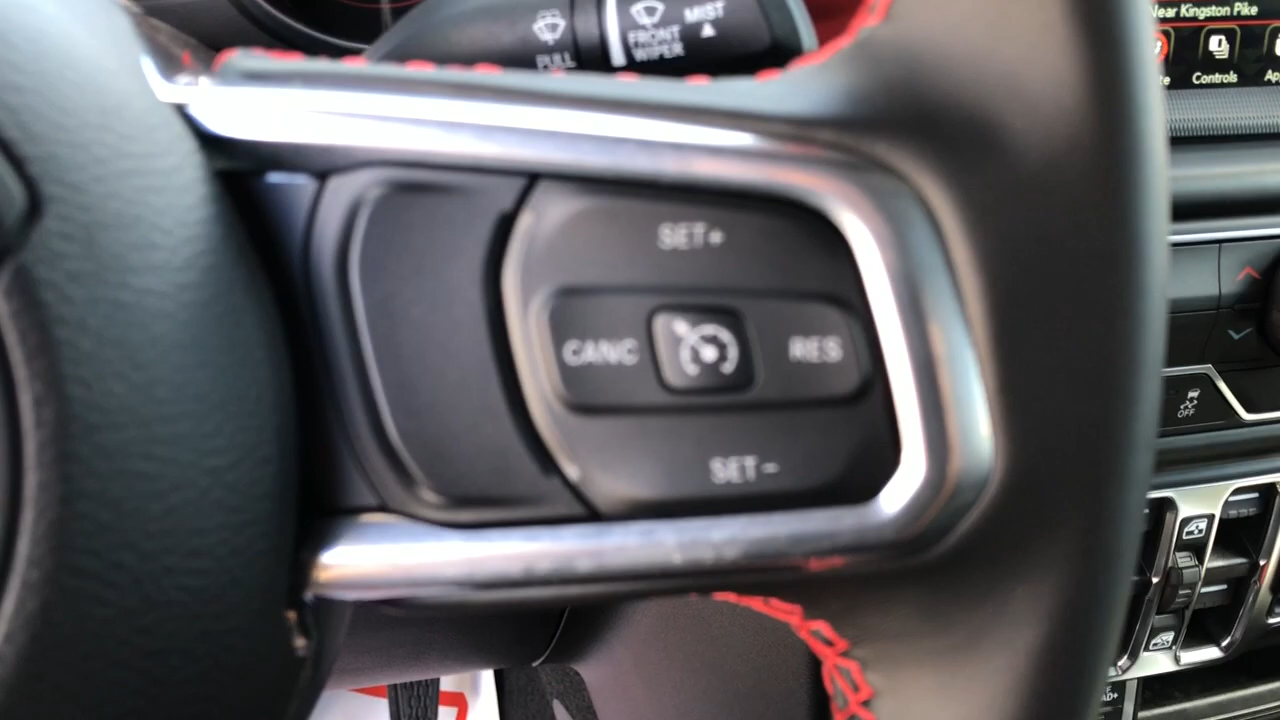 PULL
FRONT
WIPER
MIST
Near Kingston Pike
Controls
SET+
CANC
RES
SET−
OFF